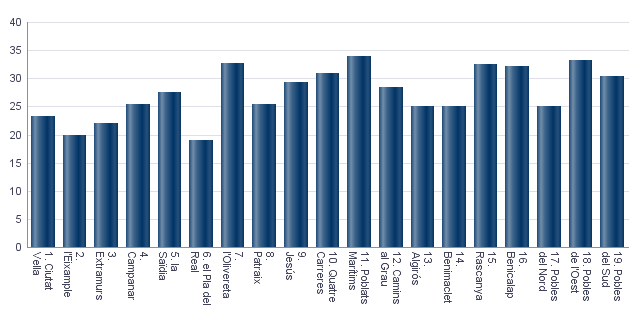 40
35
30
25
20
15
10
5
0
1. Ciutat
Vella
2.
l'Eixample
3.
Extramurs
4.
Campanar
5. la
Saïdia
6. el Pla del
Real
7.
l'Olivereta
8.
Patraix
9.
Jesús
10. Quatre
Carreres
11. Poblats
Marítims
12. Camins
al Grau
13.
Algirós
14.
Benimaclet
15.
Rascanya
16.
Benicalap
17. Pobles
del Nord
18. Pobles
de l'Oest
19. Pobles
del Sud